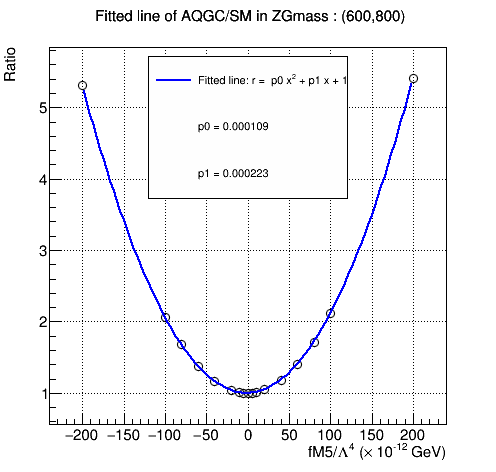 Fitted line of AQGC/SM in ZGmass : (600,800)
Ratio
Fitted line: r = p0 x² + p1 x + 1
p0 = 0.000109
p1 = 0.000223
5
4
3
2
1
−200 −150 −100 −50 0 50 100 150 200
fM5/Λ⁴ (× 10⁻¹² GeV)